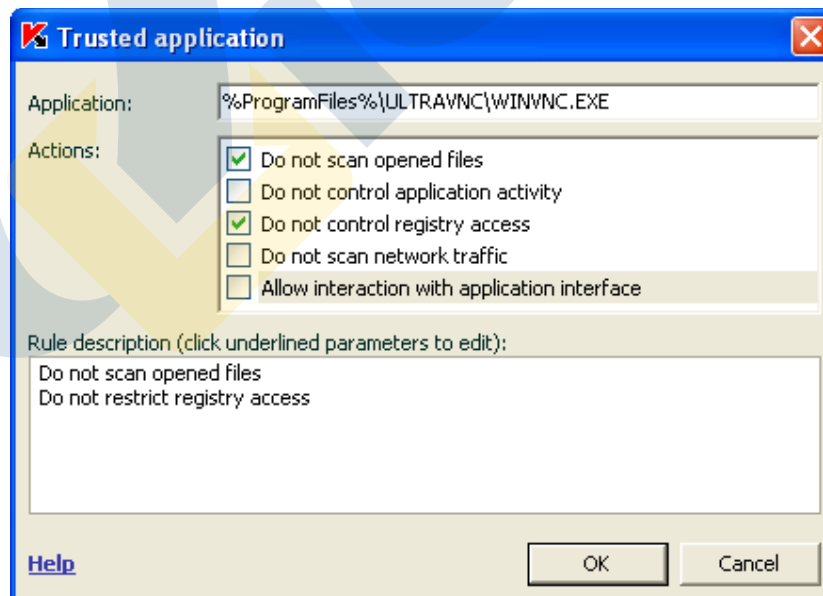 Trusted application
Application: %ProgramFiles%\ULTRAVNC\WINVNC.EXE
Actions:
Do not scan opened files
Do not control application activity
Do not control registry access
Do not scan network traffic
Allow interaction with application interface
Rule description (click underlined parameters to edit):
Do not scan opened files
Do not restrict registry access
Help OK Cancel